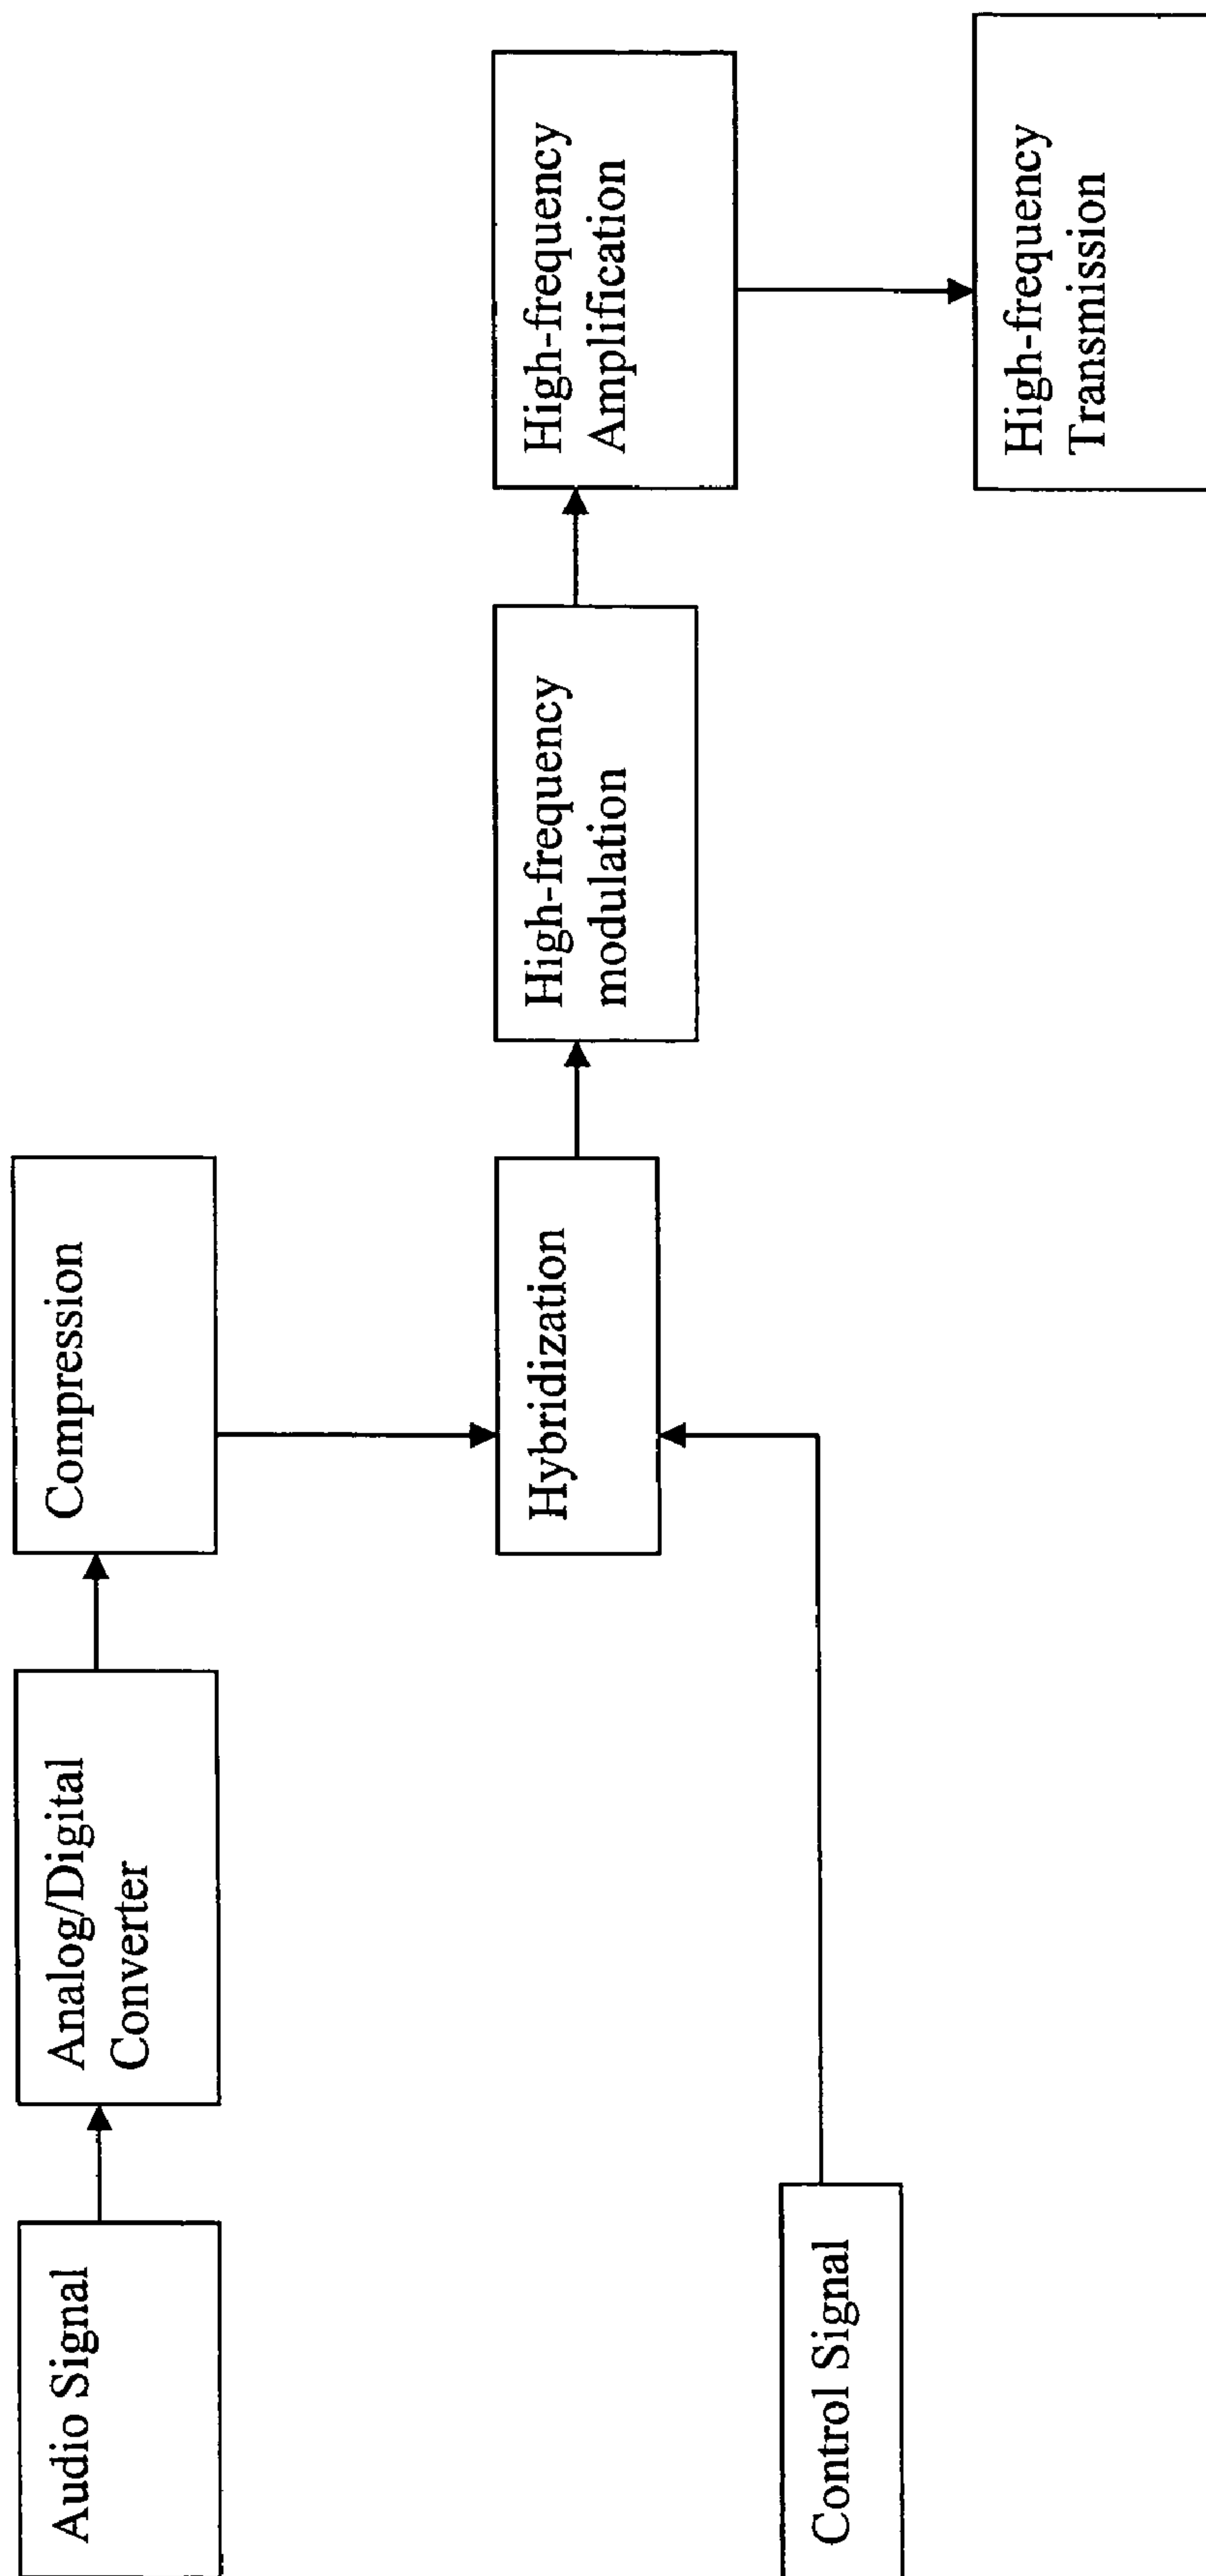 Audio Signal
Analog/Digital
Converter
Compression
Hybridization
High-frequency
modulation
High-frequency
Amplification
High-frequency
Transmission
Control Signal